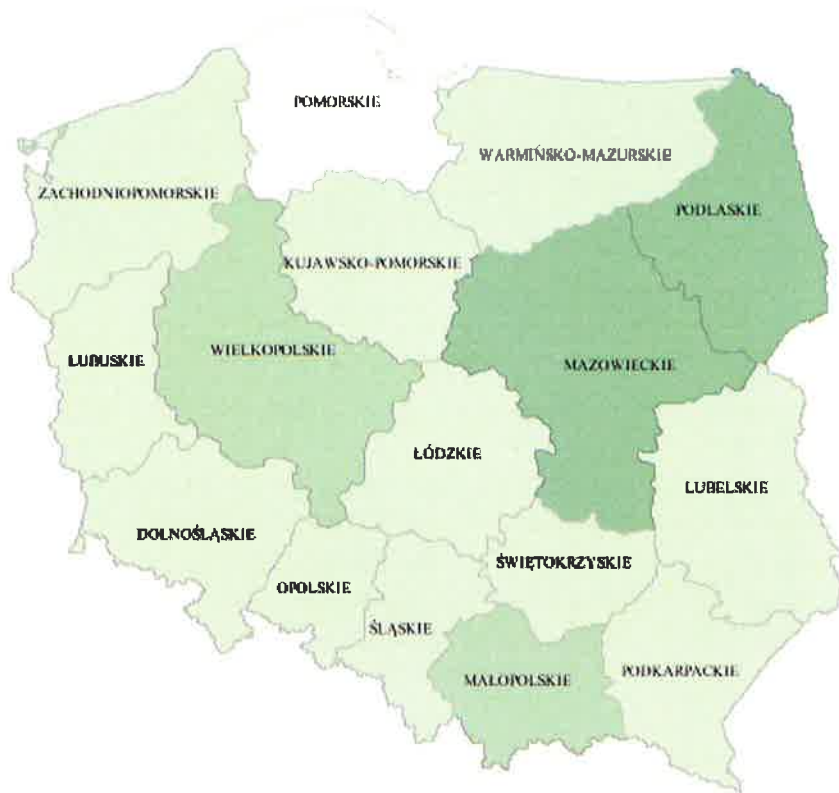 POMORSKIE
WARMIŃSKO-MAZURSKIE
ZACHODNIOPOMORSKIE
PODLASKIE
KUJAWSKO-POMORSKIE
WIELKOPOLSKIE
LUBUSKIE
MAZOWIECKIE
ŁÓDZKIE
LUBELSKIE
DOLNOŚLĄSKIE
ŚWIĘTOKRZYSKIE
OPOLSKIE
ŚLĄSKIE
PODKARPACKIE
MAŁOPOLSKIE